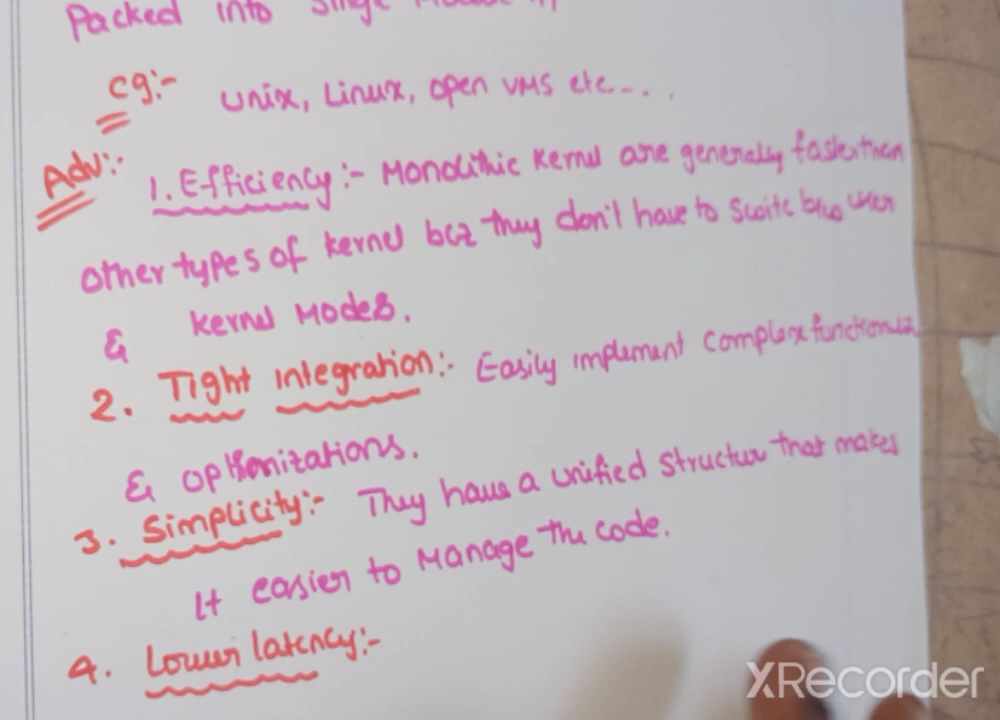 Packed into single
eg:- Unix, Linux, open VMS etc-..
Adv:- 1. Efficiency:- Monolithic Kernel are generally faster than
other types of kernel bcz they don't have to switc b/w user
& kernel Modes.
2. Tight integration:- Easily implement complex
& optimizations.
3. Simplicity:- They have a unified structure that makes
It easier to Manage The code.
4. Lower latency:-
XRecorder